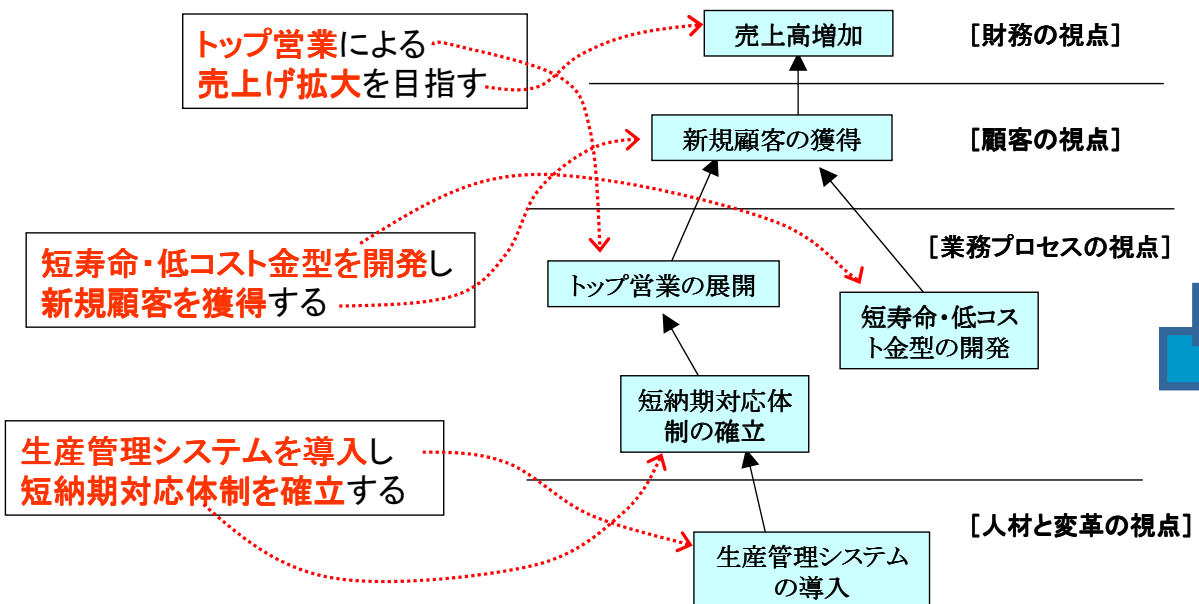 トップ営業による
売上げ拡大を目指す
売上高増加
[財務の視点]
新規顧客の獲得
[顧客の視点]
短寿命・低コスト金型を開発し
新規顧客を獲得する
[業務プロセスの視点]
トップ営業の展開
短寿命・低コス
ト金型の開発
短納期対応体
制の確立
生産管理システムを導入し
短納期対応体制を確立する
[人材と変革の視点]
生産管理システム
の導入